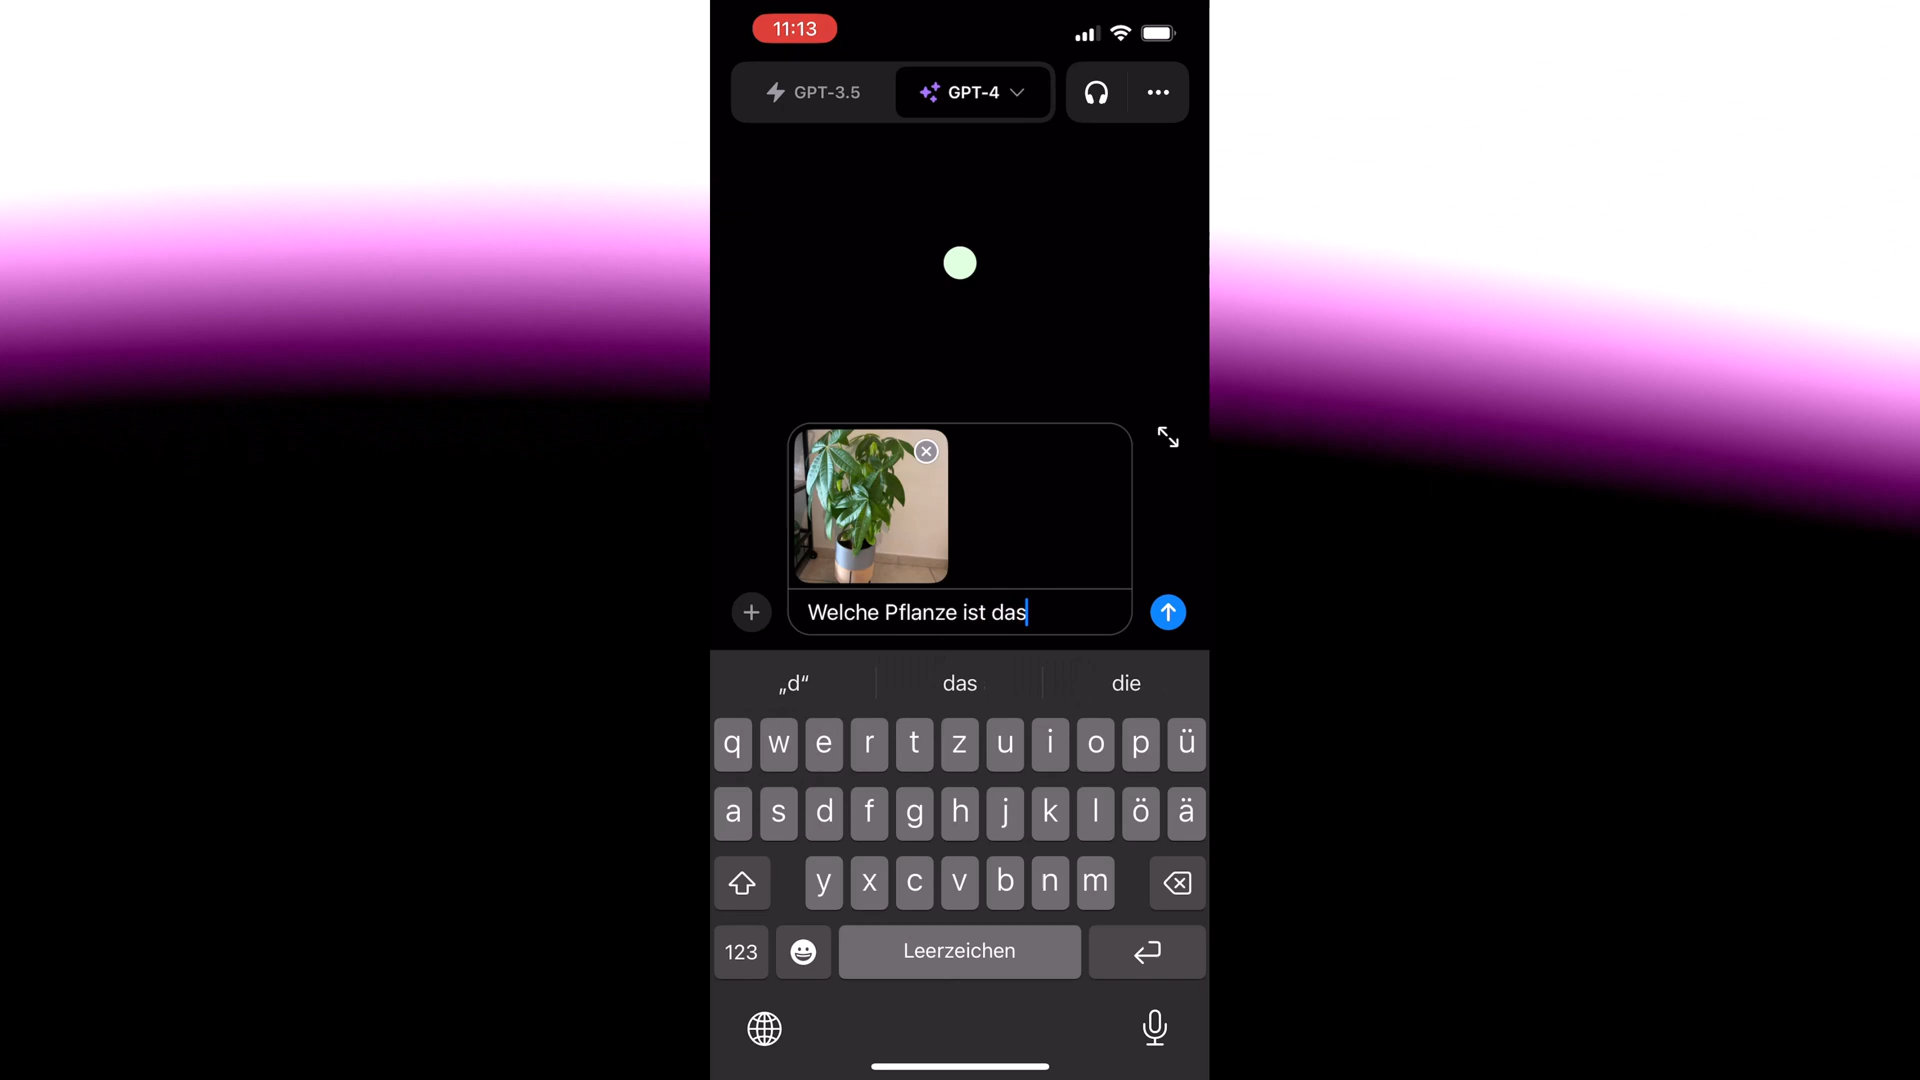 11:13
GPT-3.5
GPT-4
Welche Pflanze ist das
„d“ das die
q w e r t z u i o p ü
a s d f g h j k l ö ä
y x c v b n m
123 Leerzeichen